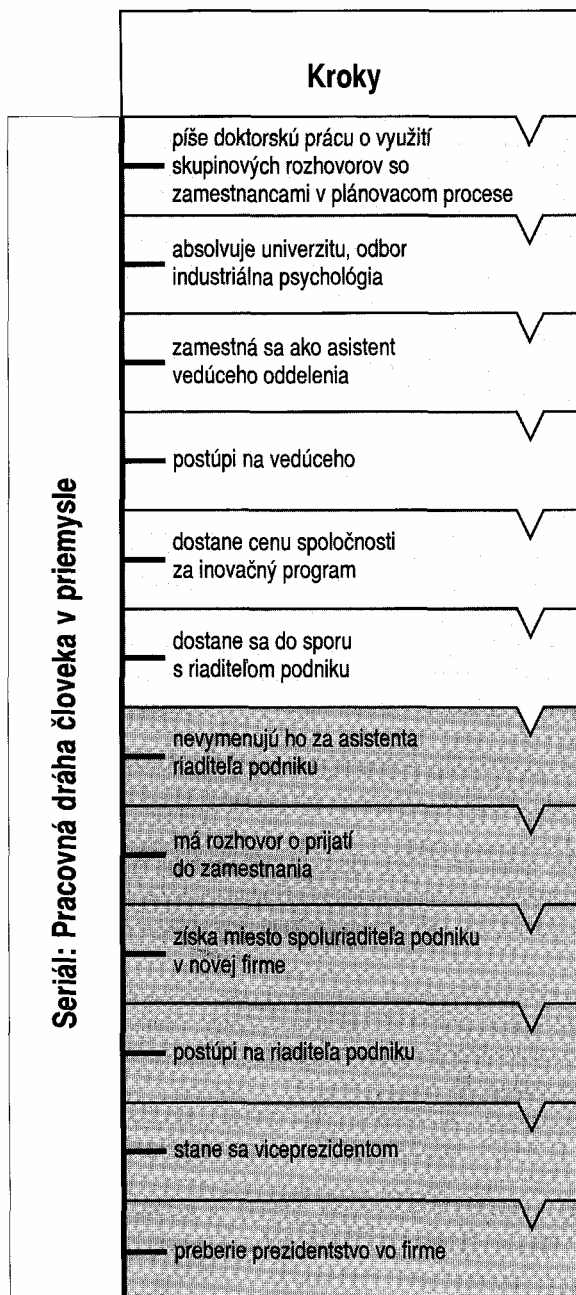 Kroky
Seriál: Pracovná dráha človeka v priemysle
píše doktorskú prácu o využití
skupinových rozhovorov so
zamestnancami v plánovacom procese
absolvuje univerzitu, odbor
industriálna psychológia
zamestná sa ako asistent
vedúceho oddelenia
postúpi na vedúceho
dostane cenu spoločnosti
za inovačný program
dostane sa do sporu
s riaditeľom podniku
nevymenujú ho za asistenta
riaditeľa podniku
má rozhovor o prijatí
do zamestnania
získa miesto spoluriaditeľa podniku
v novej firme
postúpi na riaditeľa podniku
stane sa viceprezidentom
preberie prezidentstvo vo firme